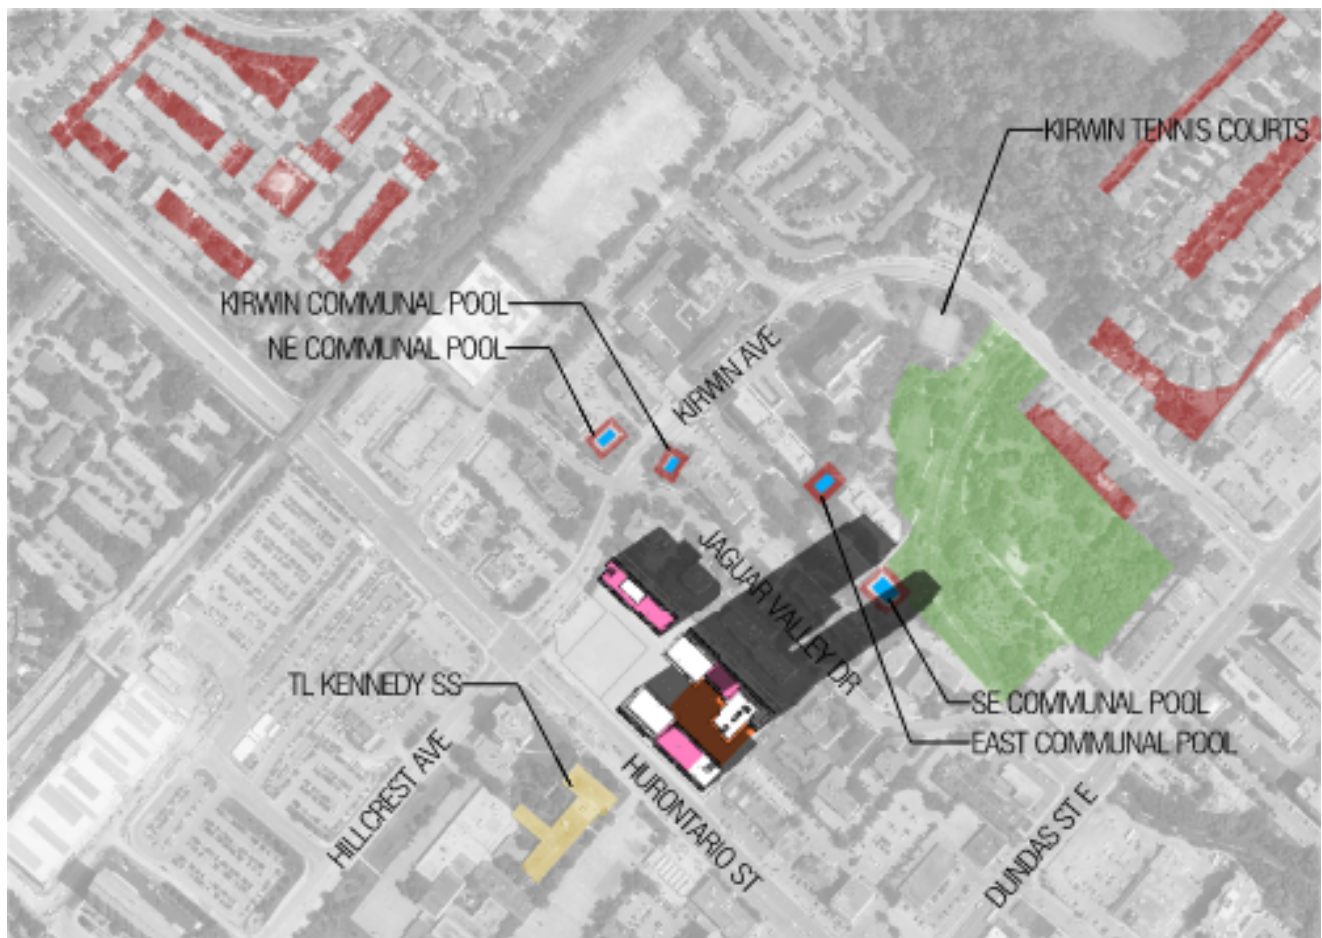 KIRWIN TENNIS COURTS
KIRWIN COMMUNAL POOL
NE COMMUNAL POOL
KIRWIN AVE
JAGUAR VALLEY DR
TL KENNEDY SS
SE COMMUNAL POOL
EAST COMMUNAL POOL
HILLCREST AVE
HURONTARIO ST
DUNDAS ST E